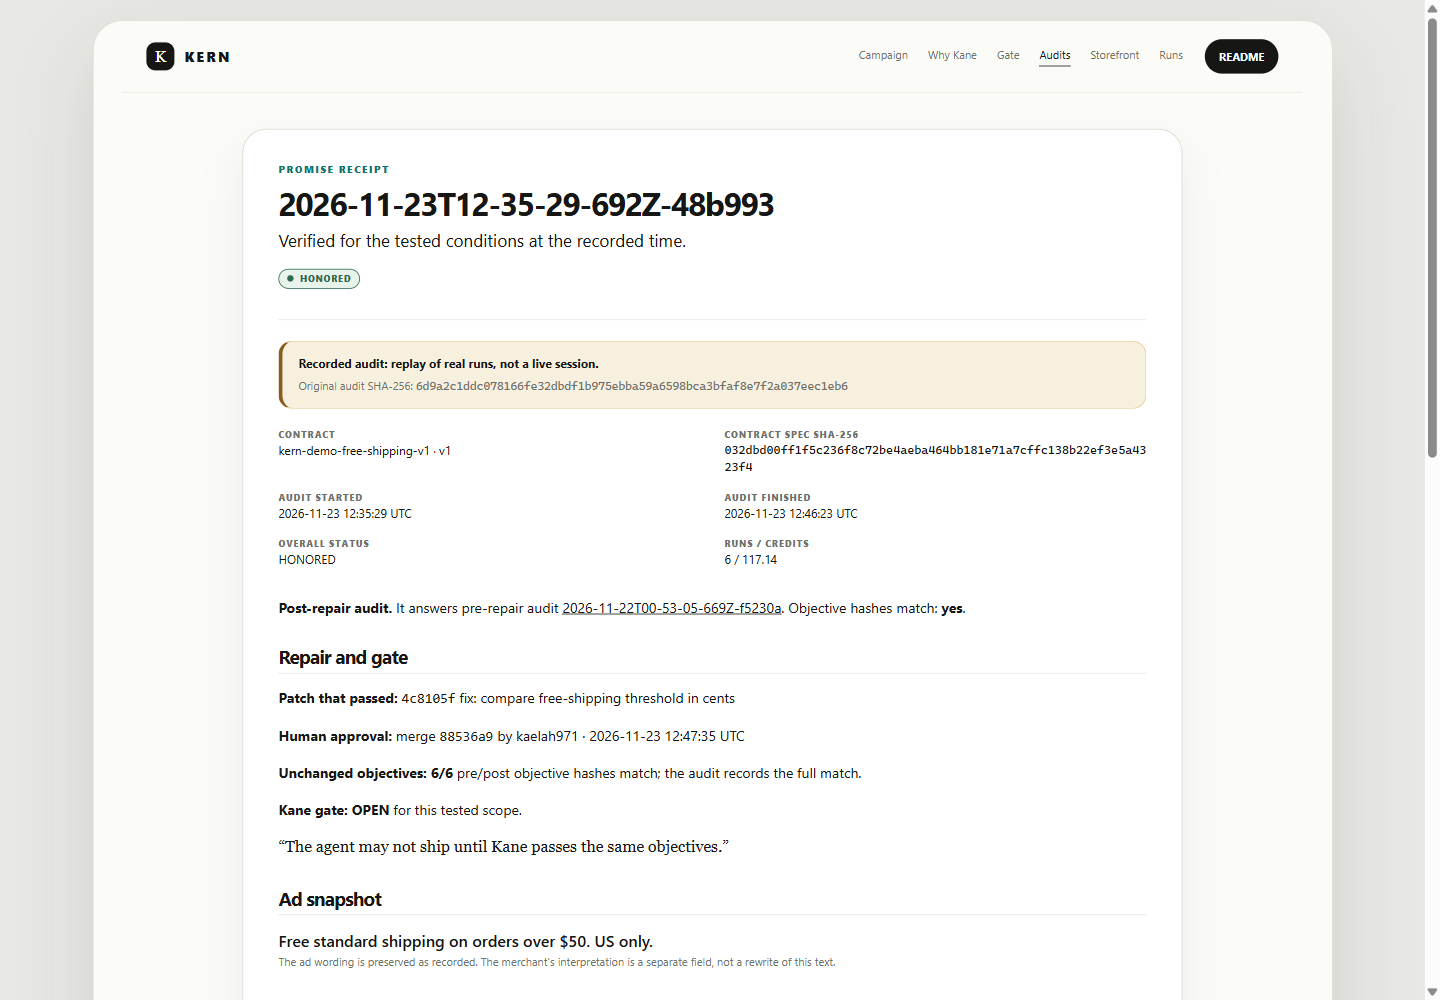 K KERN
Campaign Why Kane Gate Audits Storefront Runs README
PROMISE RECEIPT
2026-11-23T12-35-29-692Z-48b993
Verified for the tested conditions at the recorded time.
HONORED
Recorded audit: replay of real runs, not a live session.
Original audit SHA-256: 6d9a2c1ddc078166fe32dbdf1b975ebba59a6598bca3bfaf8e7f2a037eec1eb6
CONTRACT
kern-demo-free-shipping-v1 · v1
CONTRACT SPEC SHA-256
032dbd00ff1f5c236f8c72be4aeba464bb181e71a7cffc138b22ef3e5a43
23f4
AUDIT STARTED
2026-11-23 12:35:29 UTC
AUDIT FINISHED
2026-11-23 12:46:23 UTC
OVERALL STATUS
HONORED
RUNS / CREDITS
6 / 117.14
Post-repair audit. It answers pre-repair audit 2026-11-22T00-53-05-669Z-f5230a. Objective hashes match: yes.
Repair and gate
Patch that passed: 4c8105f fix: compare free-shipping threshold in cents
Human approval: merge 88536a9 by kaelah971 · 2026-11-23 12:47:35 UTC
Unchanged objectives: 6/6 pre/post objective hashes match; the audit records the full match.
Kane gate: OPEN for this tested scope.
“The agent may not ship until Kane passes the same objectives.”
Ad snapshot
Free standard shipping on orders over $50. US only.
The ad wording is preserved as recorded. The merchant's interpretation is a separate field, not a rewrite of this text.